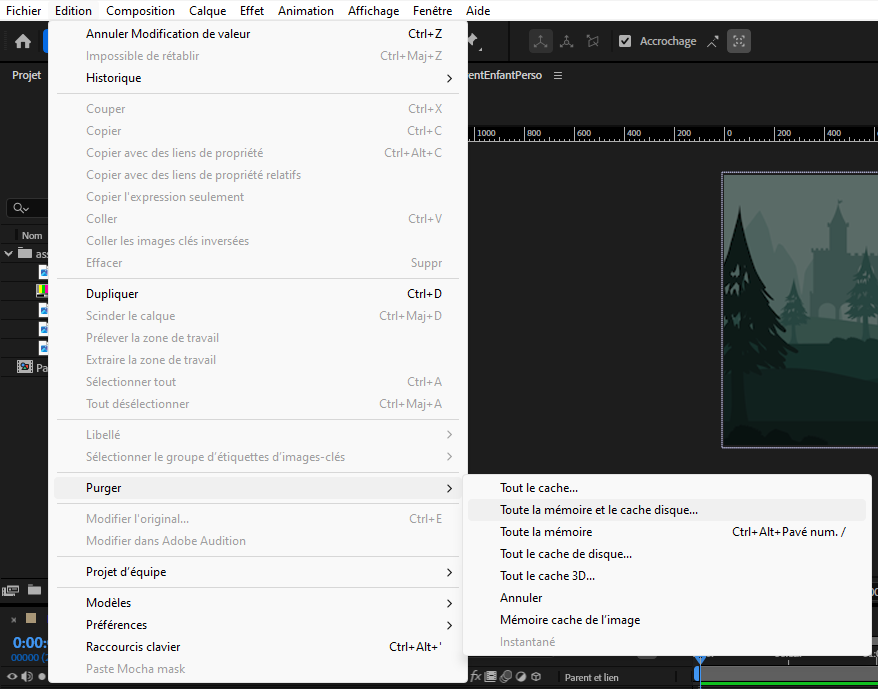 Fichier Edition Composition Calque Effet Animation Affichage Fenêtre Aide
Annuler Modification de valeur Ctrl+Z
Impossible de rétablir Ctrl+Maj+Z
Historique
Accrochage
Projet
entEnfantPerso
Couper Ctrl+X
Copier Ctrl+C
Copier avec des liens de propriété Ctrl+Alt+C
Copier avec des liens de propriété relatifs
Copier l'expression seulement
Coller Ctrl+V
Coller les images clés inversées
Effacer Suppr
1000 800 600 400 200 0 200 400
Nom
ass
Dupliquer Ctrl+D
Scinder le calque Ctrl+Maj+D
Prélever la zone de travail
Extraire la zone de travail
Sélectionner tout Ctrl+A
Tout désélectionner Ctrl+Maj+A
Pa
Libellé
Sélectionner le groupe d'étiquettes d'images-clés
Purger
Modifier l'original... Ctrl+E
Modifier dans Adobe Audition
Projet d'équipe
Modèles
Préférences
Raccourcis clavier Ctrl+Alt+'
Paste Mocha mask
Tout le cache...
Toute la mémoire et le cache disque...
Toute la mémoire Ctrl+Alt+Pavé num. /
Tout le cache de disque...
Tout le cache 3D...
Annuler
Mémoire cache de l'image
Instantané
0:00:
00000
fx
Parent et lien